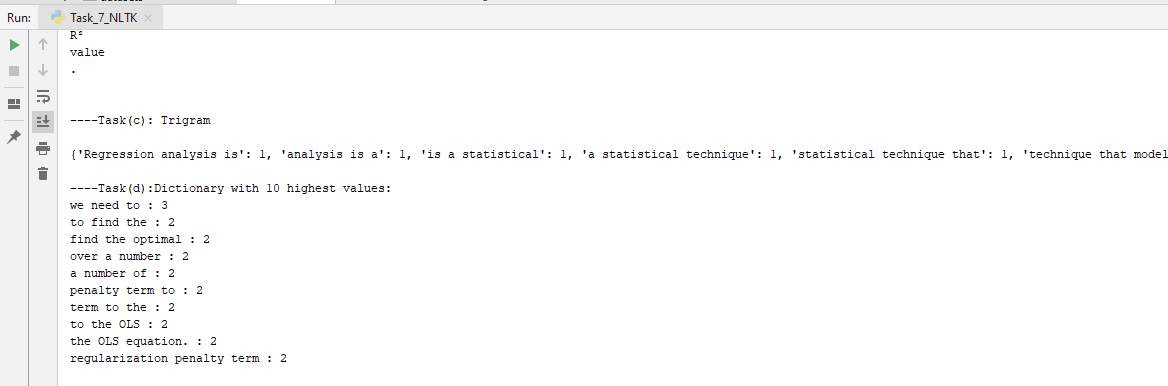 Run: Task_7_NLTK ×
R²
value
.
----Task(c): Trigram
{'Regression analysis is': 1, 'analysis is a': 1, 'is a statistical': 1, 'a statistical technique': 1, 'statistical technique that': 1, 'technique that model
----Task(d):Dictionary with 10 highest values:
we need to : 3
to find the : 2
find the optimal : 2
over a number : 2
a number of : 2
penalty term to : 2
term to the : 2
to the OLS : 2
the OLS equation. : 2
regularization penalty term : 2